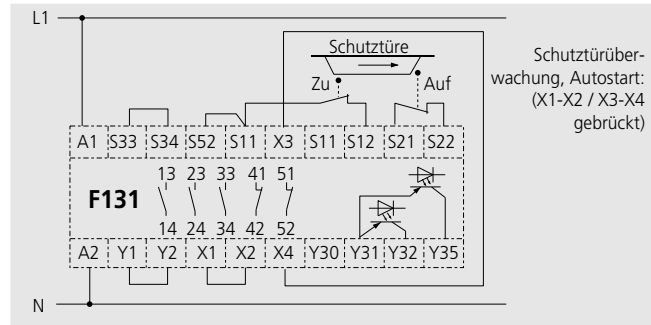 L1
Schutztüre
Zu
Auf
Schutztürüber-
wachung, Autostart:
(X1-X2 / X3-X4
gebrückt)
A1 S33 S34 S52 S11 X3 S11 S12 S21 S22
13 23 33 41 51
F131
14 24 34 42 52
A2 Y1 Y2 X1 X2 X4 Y30 Y31 Y32 Y35
N